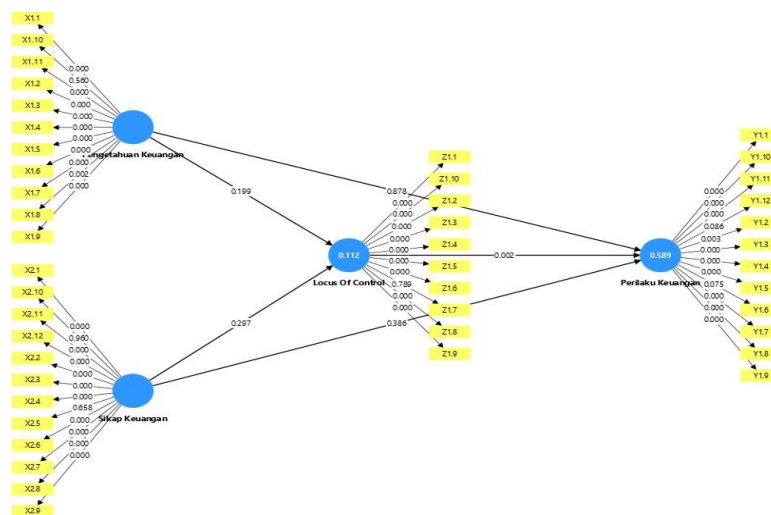 X1.1
X1.10
X1.11
X1.2
X1.3
X1.4
X1.5
X1.6
X1.7
X1.8
X1.9
0.000
0.560
0.000
0.000
0.000
0.000
0.000
0.000
0.002
0.000
Pengetahuan Keuangan
X2.1
X2.10
X2.11
X2.12
X2.2
X2.3
X2.4
X2.5
X2.6
X2.7
X2.8
X2.9
0.000
0.960
0.000
0.000
0.000
0.000
0.000
0.658
0.000
0.000
0.000
0.000
Sikap Keuangan
0.199
0.297
0.112
Locus Of Control
0.000
0.000
0.000
0.000
0.000
0.000
0.000
0.789
0.000
0.000
Z1.1
Z1.10
Z1.2
Z1.3
Z1.4
Z1.5
Z1.6
Z1.7
Z1.8
Z1.9
0.878
0.002
0.386
0.589
Perilaku Keuangan
0.000
0.000
0.000
0.086
0.003
0.000
0.000
0.000
0.075
0.000
0.000
0.000
Y1.1
Y1.10
Y1.11
Y1.12
Y1.2
Y1.3
Y1.4
Y1.5
Y1.6
Y1.7
Y1.8
Y1.9